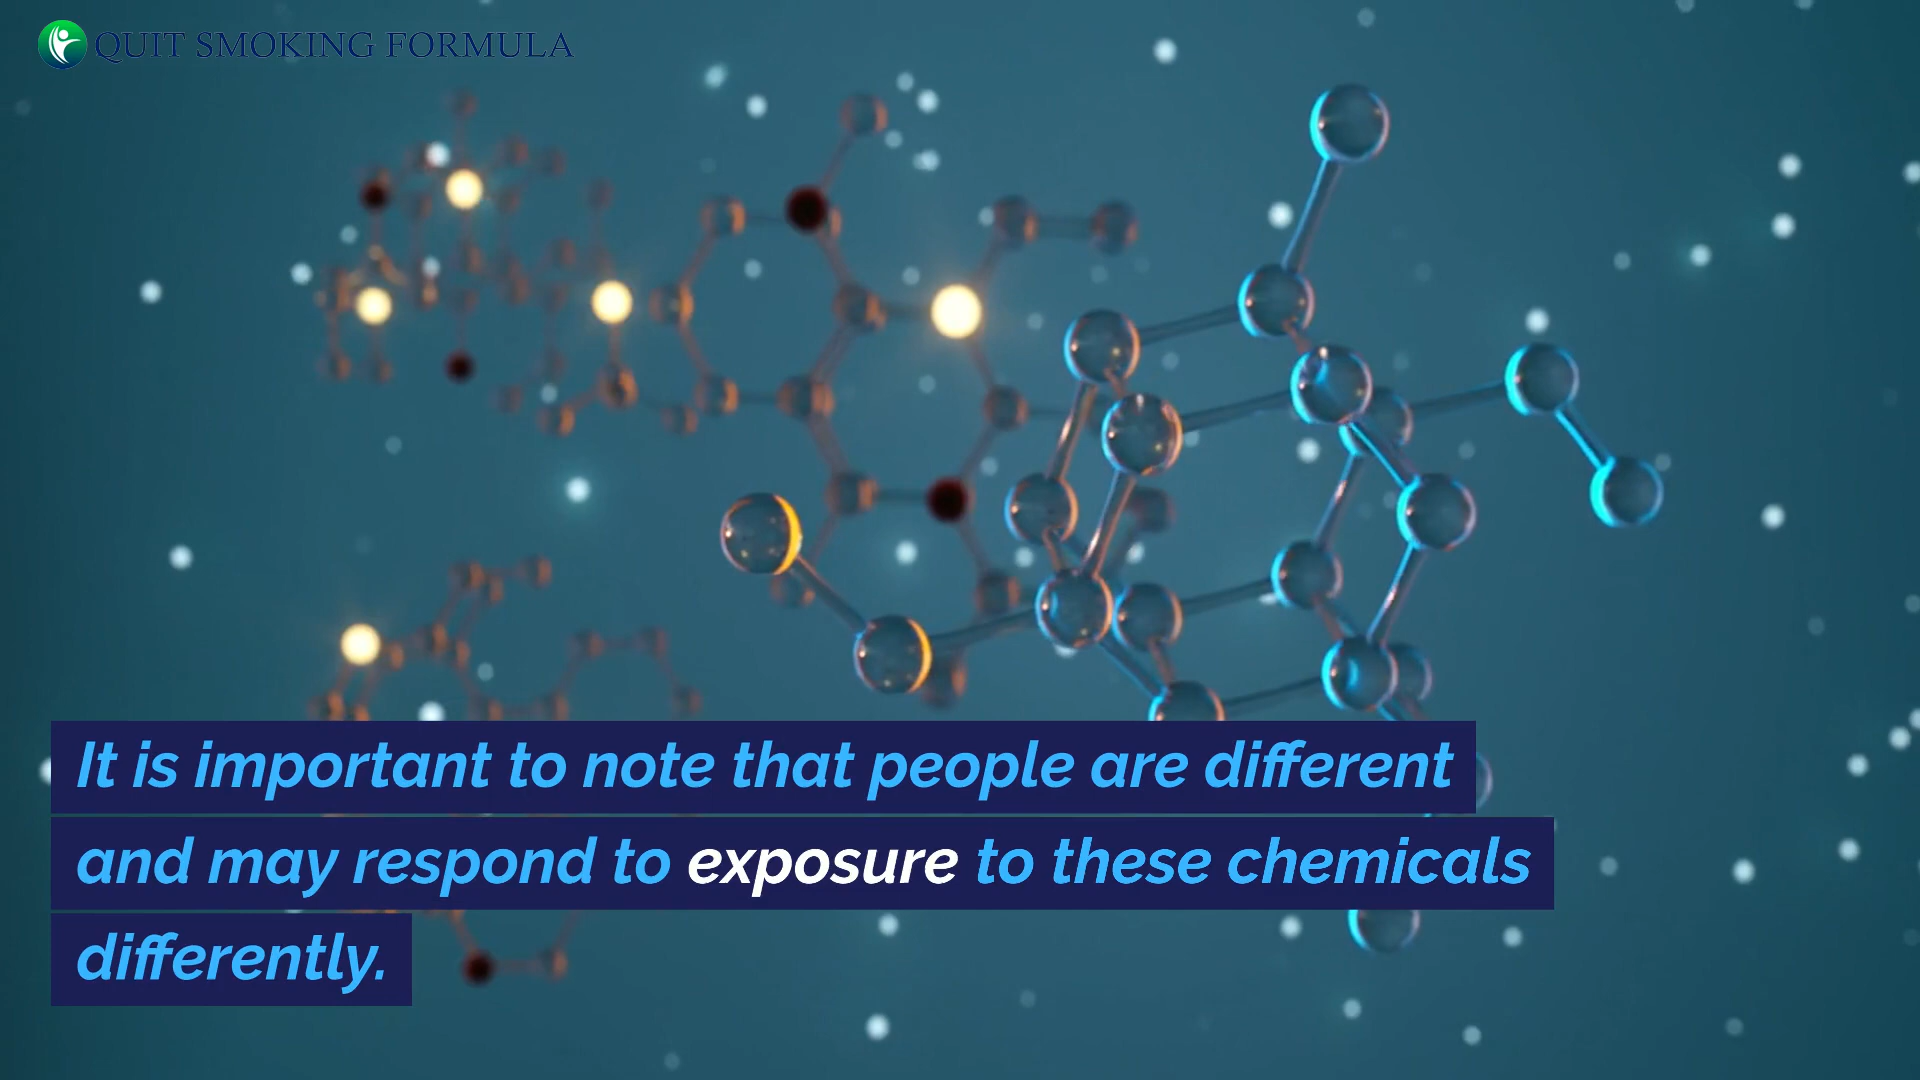 QUIT SMOKING FORMULA
It is important to note that people are different
and may respond to exposure to these chemicals
differently.